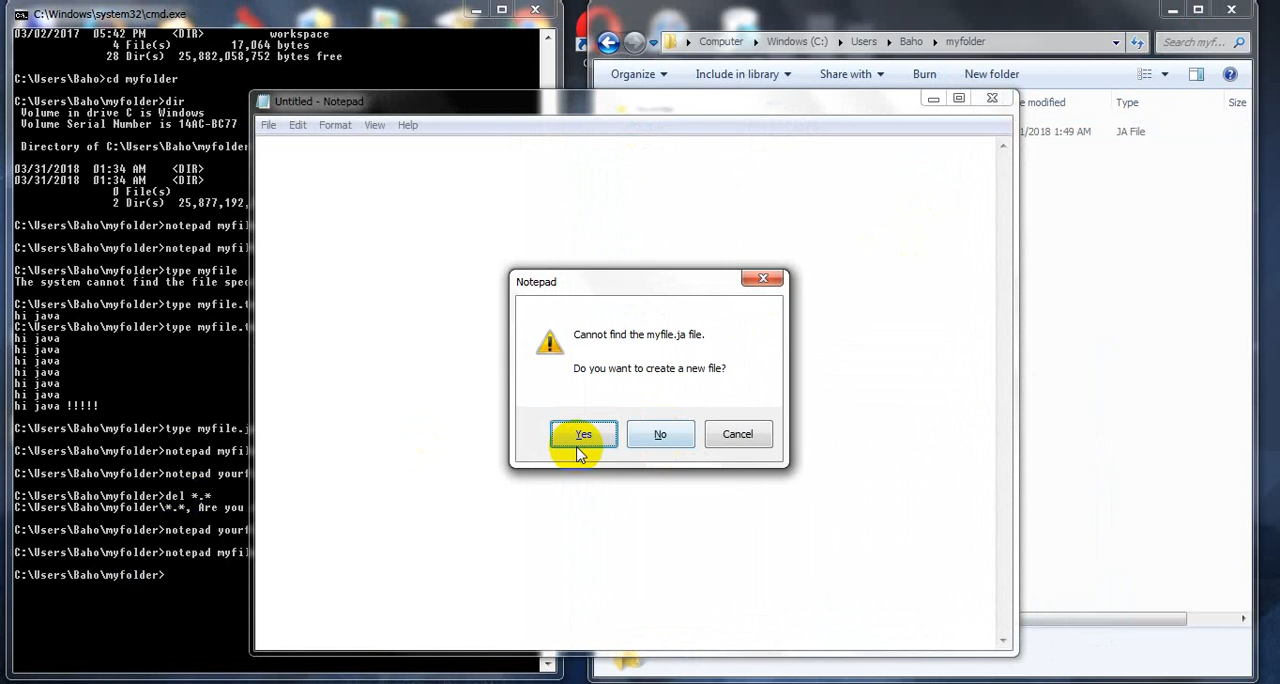 C:\Windows\system32\cmd.exe
03/02/2017 05:42 PM <DIR> workspace
4 File(s) 17,064 bytes
28 Dir(s) 25,882,058,752 bytes free
C:\Users\Baho>cd myfolder
C:\Users\Baho\myfolder>dir
Volume in drive C is Windows
Volume Serial Number is 14AC-BC77
Directory of C:\Users\Baho\myfolder
03/31/2018 01:34 AM <DIR>
03/31/2018 01:34 AM <DIR>
0 File(s)
2 Dir(s) 25,877,192,
C:\Users\Baho\myfolder>notepad myfil
C:\Users\Baho\myfolder>notepad myfil
C:\Users\Baho\myfolder>type myfile
The system cannot find the file spec
C:\Users\Baho\myfolder>type myfile.t
hi java
C:\Users\Baho\myfolder>type myfile.t
hi java
hi java
hi java
hi java
hi java
hi java
hi java !!!!!
C:\Users\Baho\myfolder>type myfile.j
C:\Users\Baho\myfolder>notepad myfil
C:\Users\Baho\myfolder>notepad yourf
C:\Users\Baho\myfolder>del *.*
C:\Users\Baho\myfolder\*.*, Are you
C:\Users\Baho\myfolder>notepad yourf
C:\Users\Baho\myfolder>notepad myfil
C:\Users\Baho\myfolder>
Untitled - Notepad
File Edit Format View Help
Notepad
Cannot find the myfile.ja file.
Do you want to create a new file?
Yes No Cancel
Computer Windows (C:) Users Baho myfolder
Search myf...
Organize Include in library Share with Burn New folder
e modified Type Size
1/2018 1:49 AM JA File